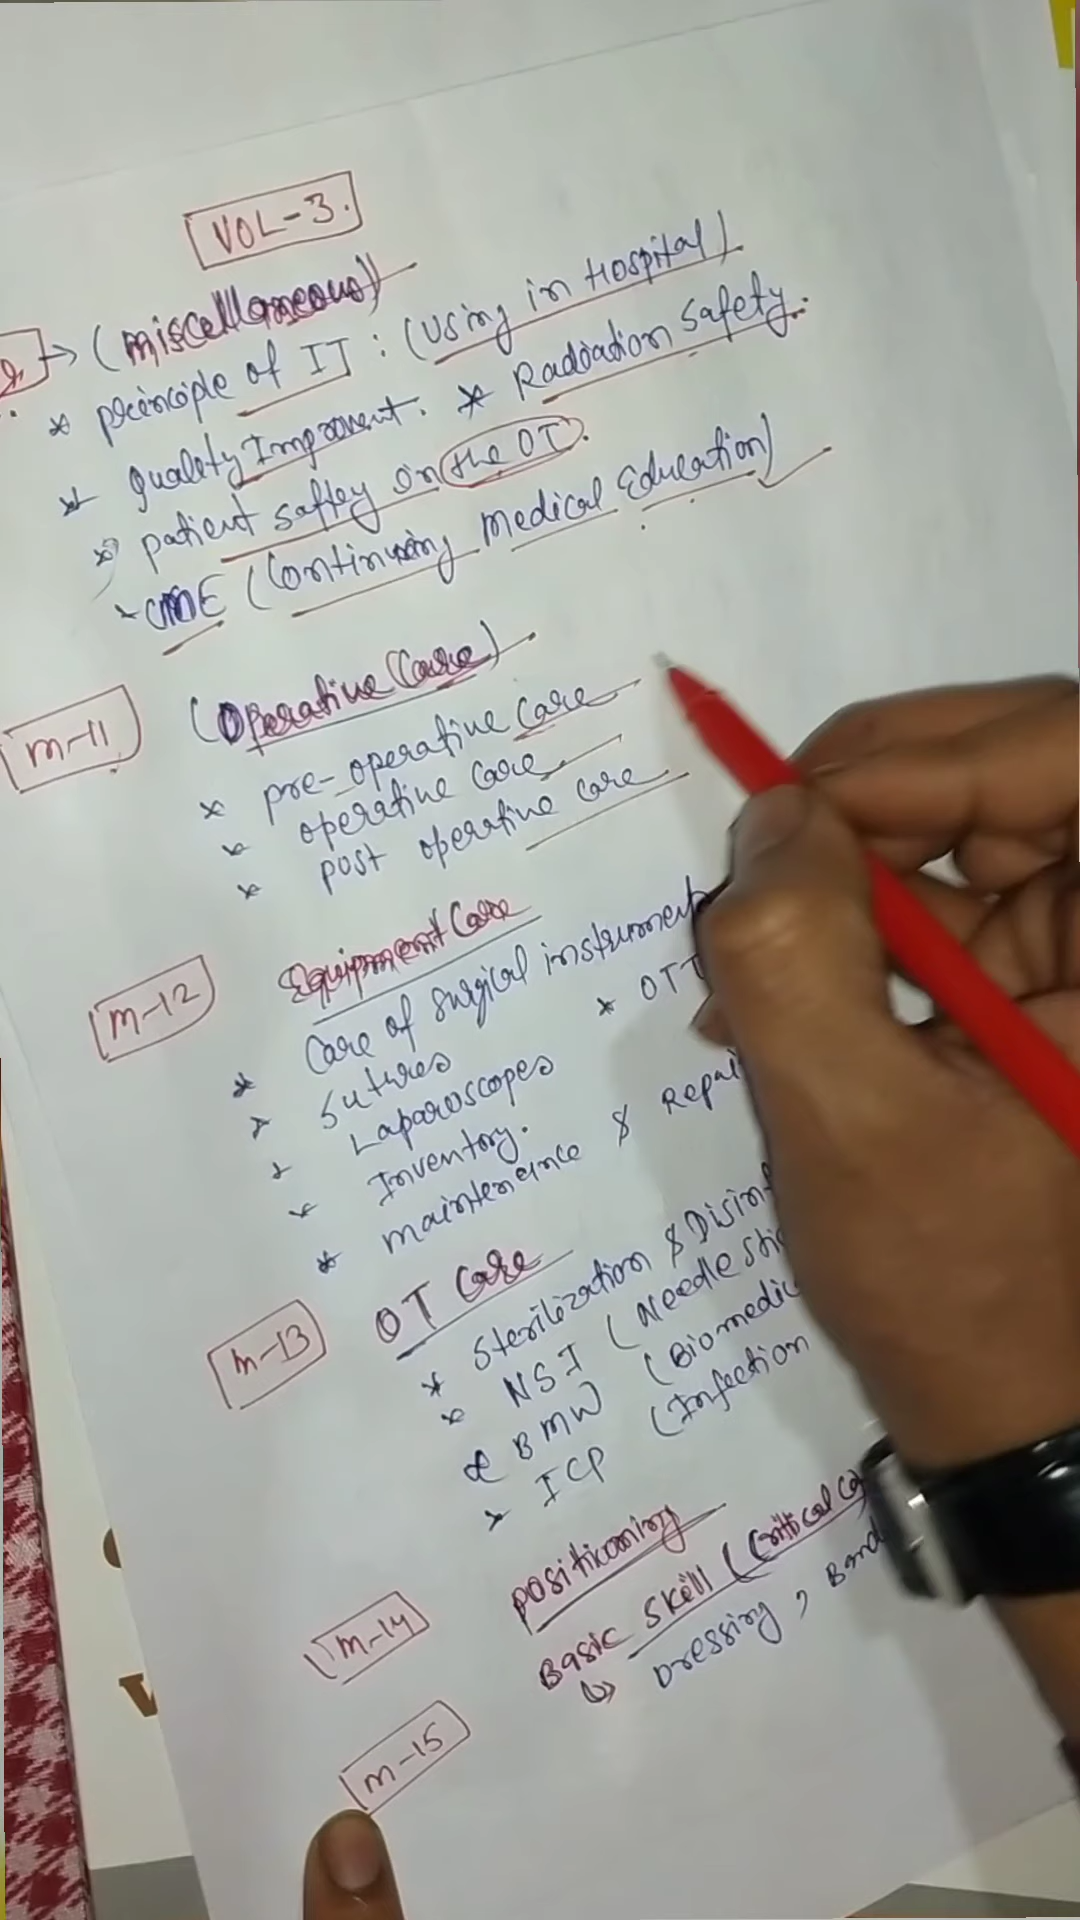 VOL-3.
→ (miscellaneous)
* principle of IT : (using in Hospital)
* quality Improvent. * Radiation Safety.
* patient saftey in the OT.
* CME (Continuing Medical Education)
m-11 (Operative Care)
* pre-operative care
* operative care
* post operative care
m-12 Equipment Care
* Care of surgical instrument
* Sutures * OTT
* Laparoscopes
* Inventory.
* maintenance & Repai
m-13 OT Care
* Sterilization & Disinf
* NSI (Needle sti
* BMW (Biomedic
* ICP (Infection
m-14 positioning
m-15 Basic Skill (Critical Ca
↳ Dressing, Band